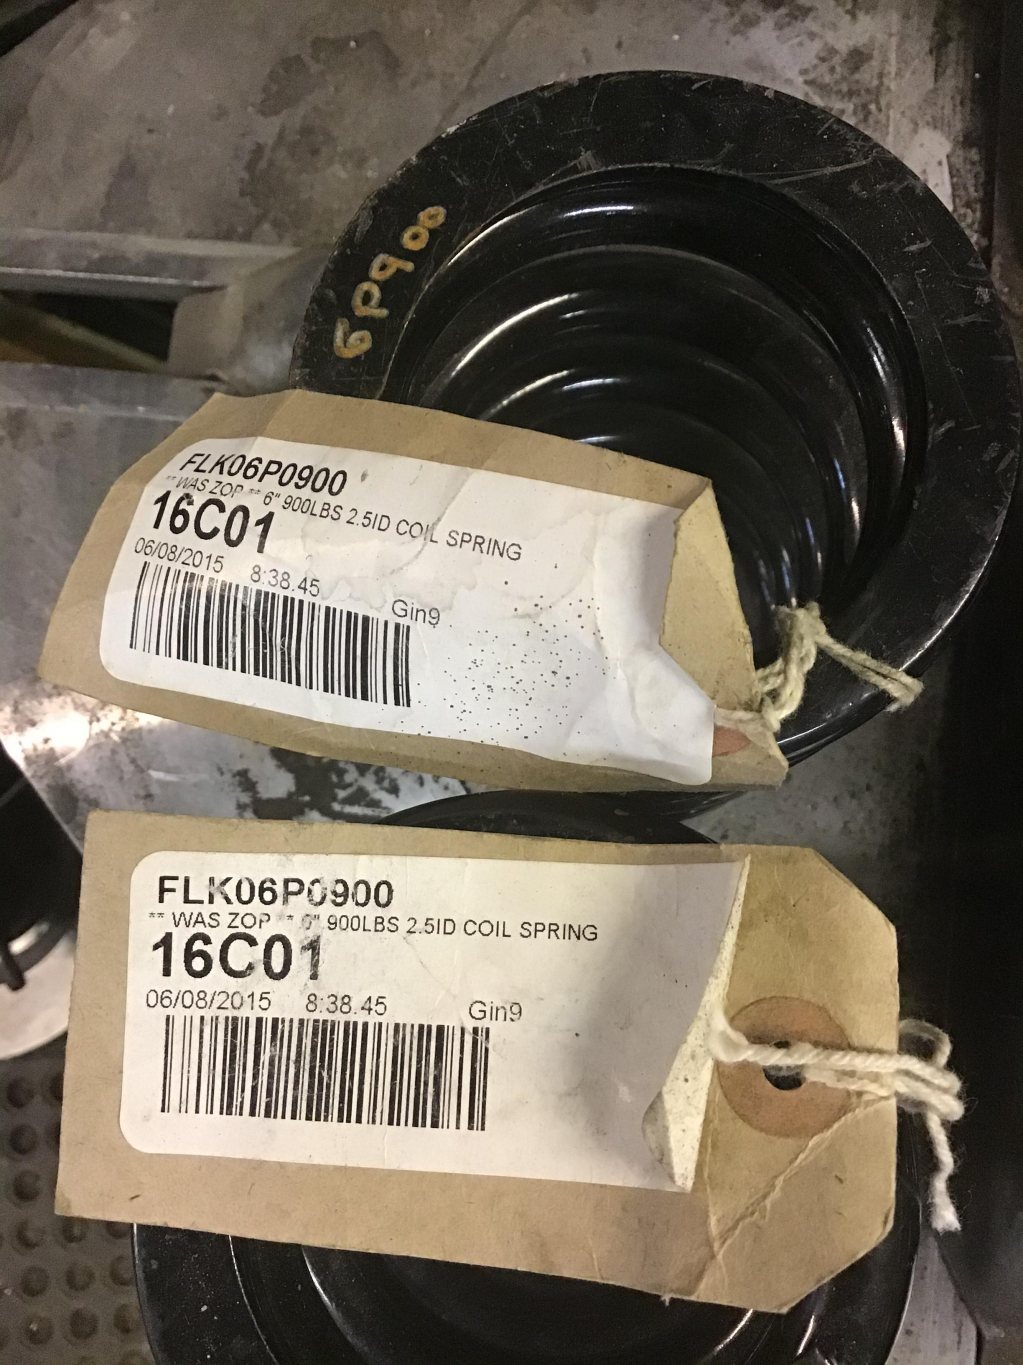 6P900
FLK06P0900
** WAS ZOP ** 6" 900LBS 2.5ID COIL SPRING
16C01
06/08/2015 8:38.45 Gin9
FLK06P0900
** WAS ZOP ** 6" 900LBS 2.5ID COIL SPRING
16C01
06/08/2015 8:38.45 Gin9